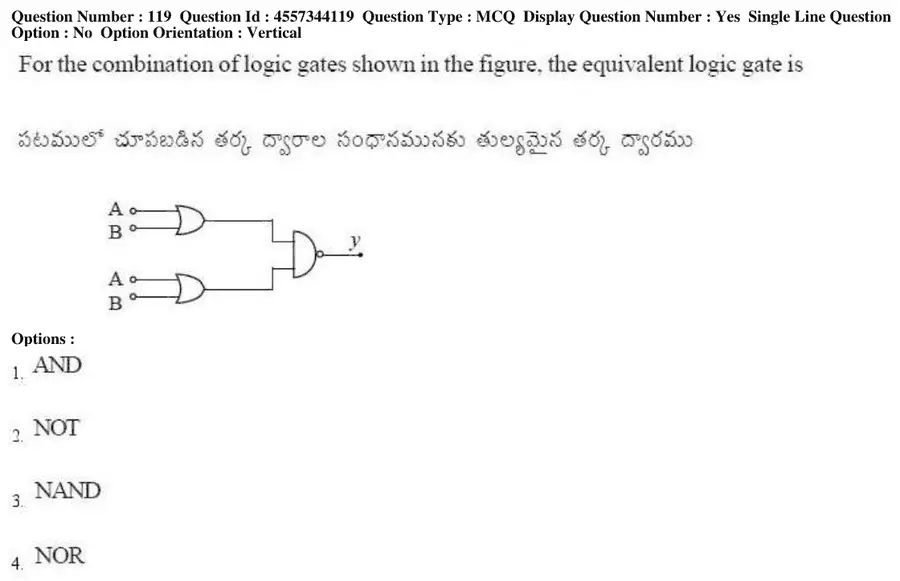 Question Number : 119 Question Id : 4557344119 Question Type : MCQ Display Question Number : Yes Single Line Question
Option : No Option Orientation : Vertical
For the combination of logic gates shown in the figure, the equivalent logic gate is
పటములో చూపబడిన తర్క ద్వారాల సంధానమునకు తుల్యమైన తర్క ద్వారము
A
B
y
A
B
Options :
1. AND
2. NOT
3. NAND
4. NOR